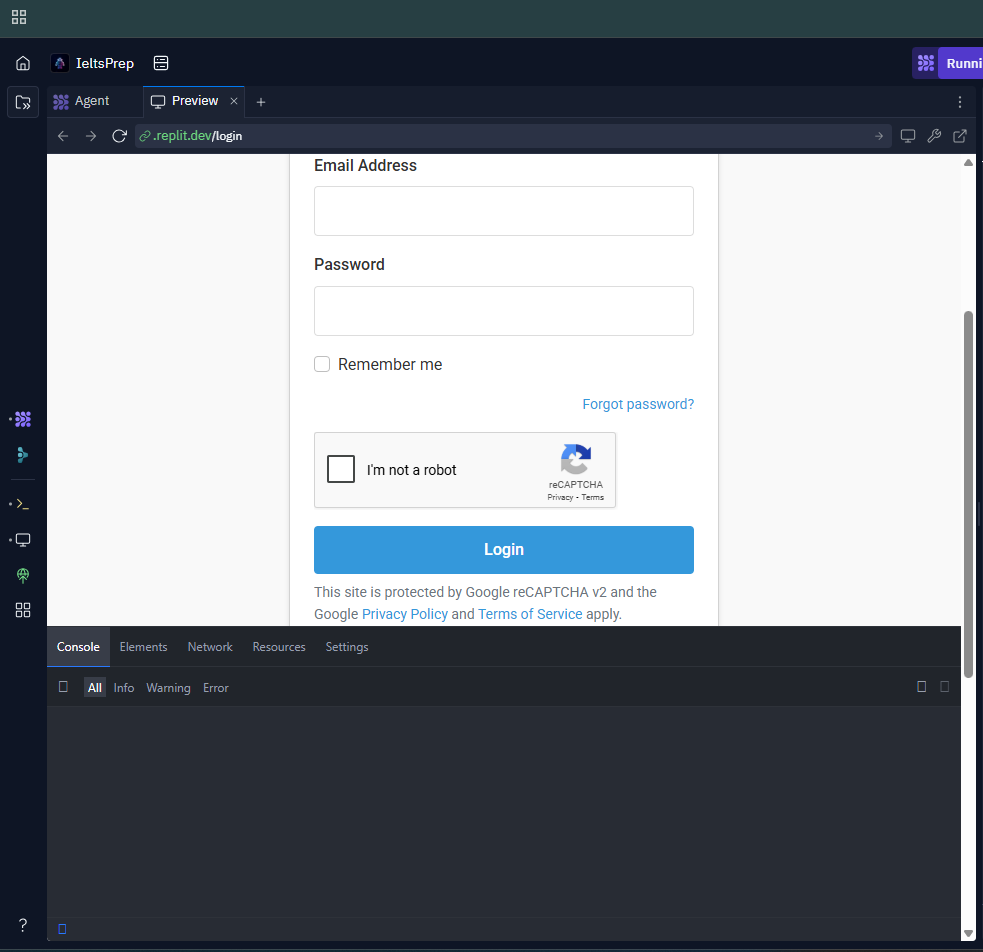 IeltsPrep
Runni
Agent
Preview
.replit.dev/login
Email Address
Password
Remember me
Forgot password?
I'm not a robot
reCAPTCHA
Privacy - Terms
Login
This site is protected by Google reCAPTCHA v2 and the
Google Privacy Policy and Terms of Service apply.
Console Elements Network Resources Settings
All Info Warning Error
?